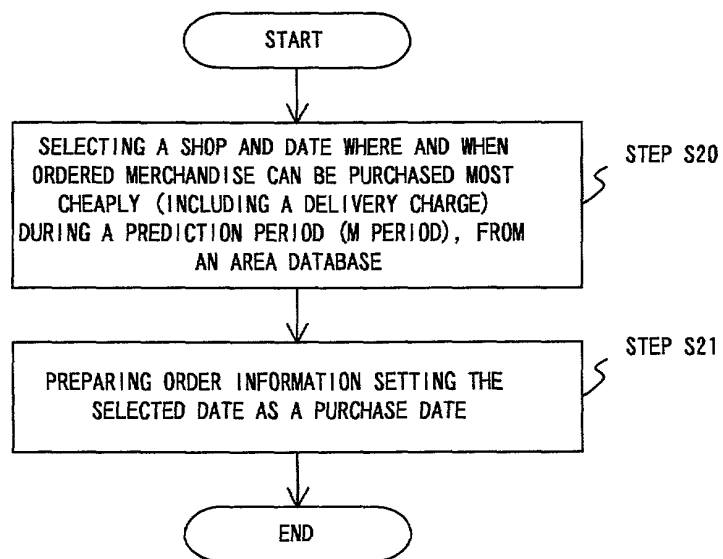 START
SELECTING A SHOP AND DATE WHERE AND WHEN
ORDERED MERCHANDISE CAN BE PURCHASED MOST
CHEAPLY (INCLUDING A DELIVERY CHARGE)
DURING A PREDICTION PERIOD (M PERIOD), FROM
AN AREA DATABASE
STEP S20
PREPARING ORDER INFORMATION SETTING THE
SELECTED DATE AS A PURCHASE DATE
STEP S21
END